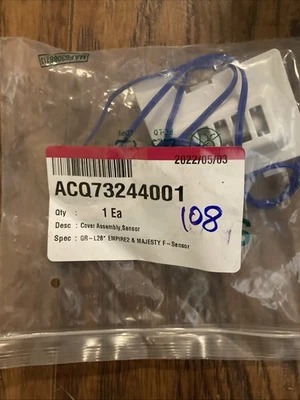 2022/05/03
ACQ73244001
Qty : 1 Ea
108
Desc : Cover Assembly,Sensor
Spec : GR-L28* EMPIRE2 & MAJESTY F-Sensor